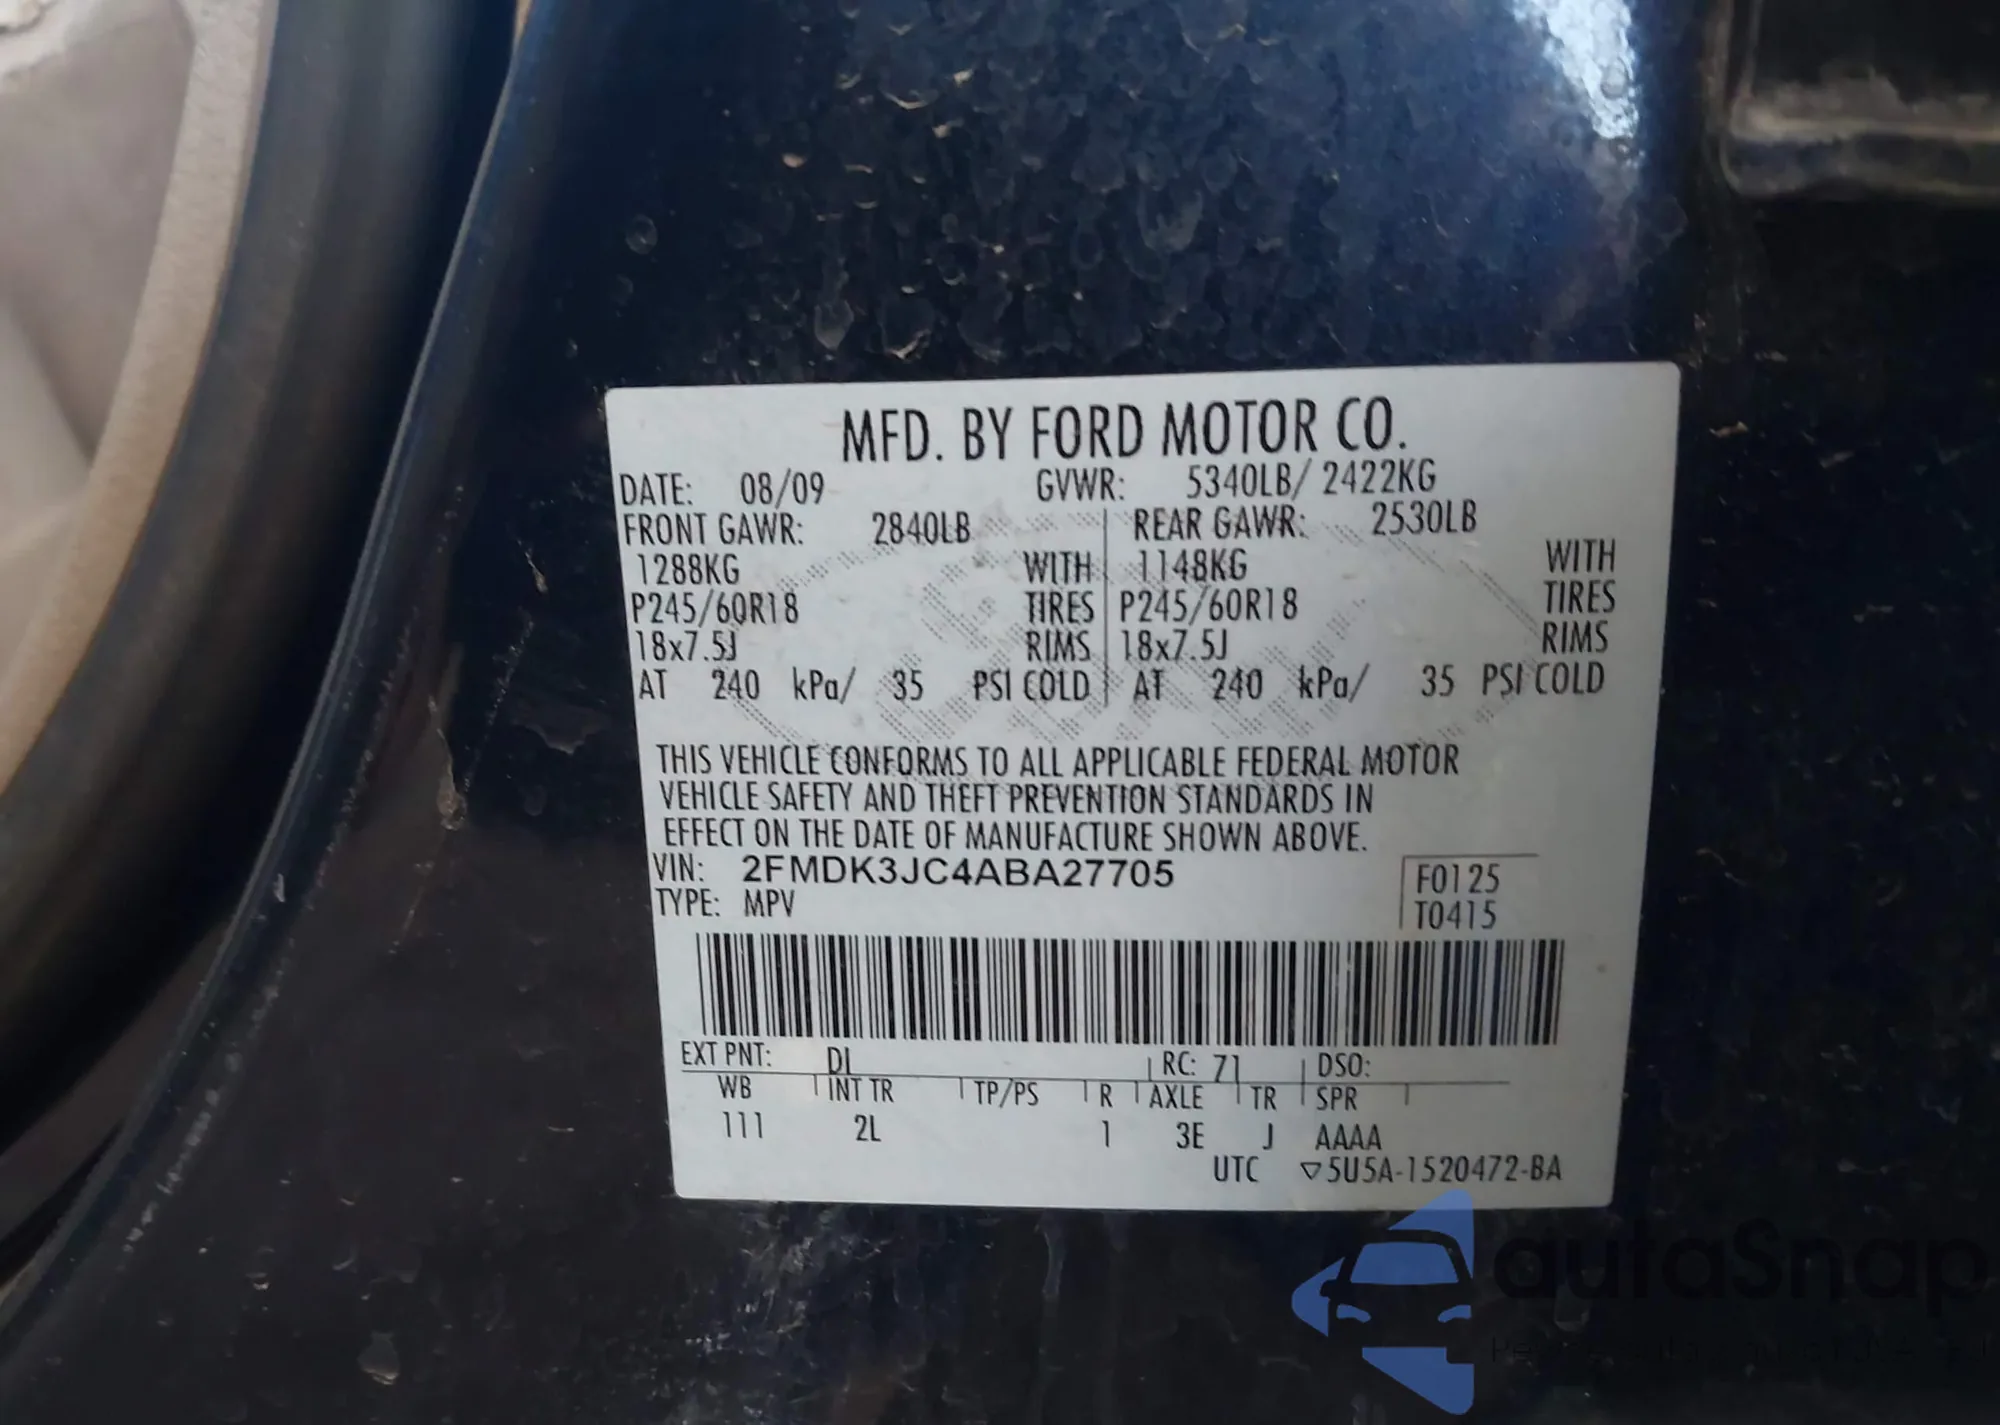 MFD. BY FORD MOTOR CO.
DATE: 08/09 GVWR: 5340LB/ 2422KG
FRONT GAWR: 2840LB REAR GAWR: 2530LB
1288KG WITH 1148KG WITH
P245/60R18 TIRES P245/60R18 TIRES
18x7.5J RIMS 18x7.5J RIMS
AT 240 kPa/ 35 PSI COLD AT 240 kPa/ 35 PSI COLD
THIS VEHICLE CONFORMS TO ALL APPLICABLE FEDERAL MOTOR
VEHICLE SAFETY AND THEFT PREVENTION STANDARDS IN
EFFECT ON THE DATE OF MANUFACTURE SHOWN ABOVE.
VIN: 2FMDK3JC4ABA27705
F0125
TYPE: MPV
T0415
EXT PNT: DL RC: 71 DSO:
WB INT TR TP/PS R AXLE TR SPR
111 2L 1 3E J AAAA
UTC ▽5U5A-1520472-BA
autoSnap